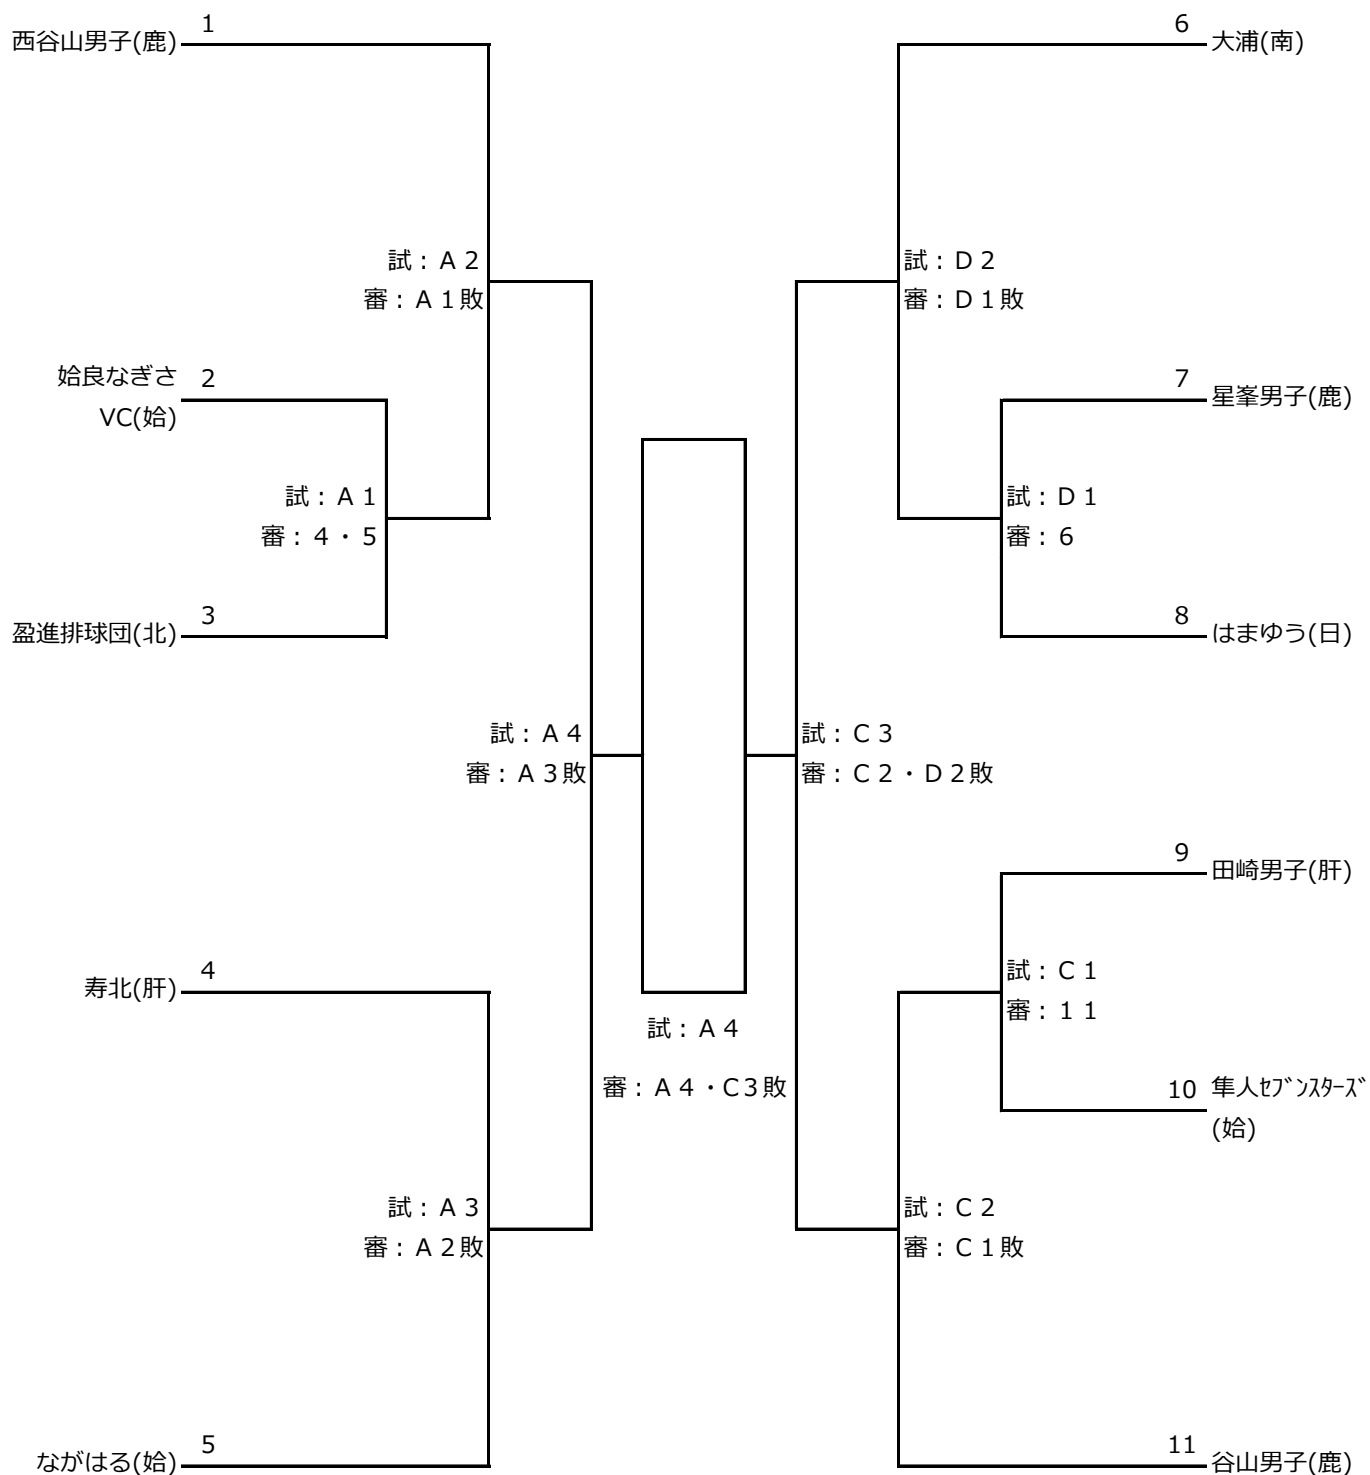 1
西谷山男子(鹿)
試：Ａ２
審：Ａ１敗
姶良なぎさ
2
VC(姶)
試：Ａ１
審：４・５
3
盈進排球団(北)
試：Ａ４
審：Ａ３敗
4
寿北(肝)
試：Ａ３
審：Ａ２敗
5
ながはる(姶)
試：Ａ４
審：Ａ４・C３敗
6
大浦(南)
試：Ｄ２
審：Ｄ１敗
7
星峯男子(鹿)
試：Ｄ１
審：６
8
はまゆう(日)
試：Ｃ３
審：Ｃ２・Ｄ２敗
9
田崎男子(肝)
試：Ｃ１
審：１１
10
隼人ｾﾌﾞﾝｽﾀｰｽﾞ
(姶)
試：Ｃ２
審：Ｃ１敗
11
谷山男子(鹿)